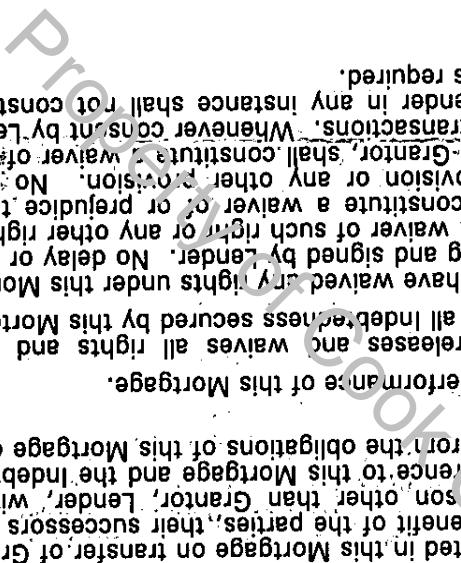 ted in this Mortgage on transfer of Gr
enefit of the parties, their successors
son other than Grantor, Lender, wi
rence to this Mortgage and the Indeb
rom the obligations of this Mortgage o
erformance of this Mortgage.
releases and waives all rights and
all Indebtedness secured by this Mort
have waived any rights under this Mor
g and signed by Lender. No delay or
waiver of such right or any other righ
constitute a waiver of or prejudice t
ovision or any other provision. No
Grantor, shall constitute a waiver of
transactions. Whenever consent by Le
ender in any instance shall not const
s required.
Property of Cook